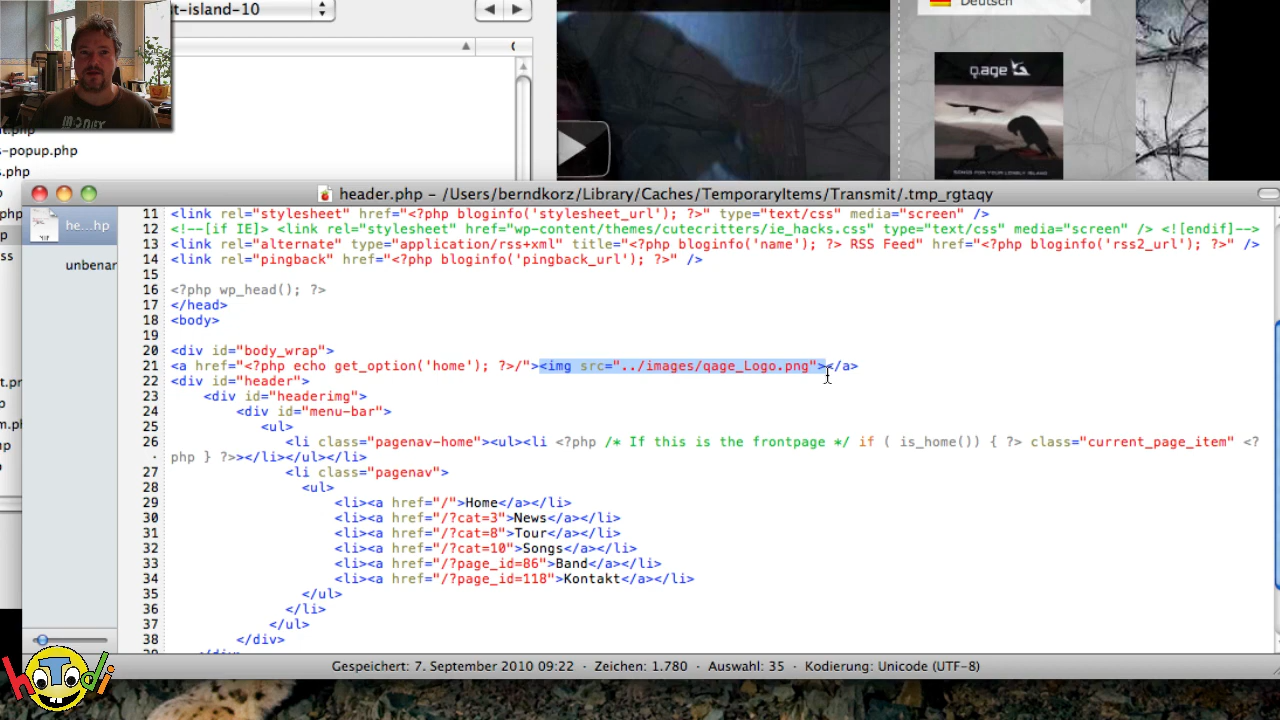 t-island-10
Deutsch
q.age
SONGS FOR YOUR LONELY ISLAND
MONEY
-popup.php
.php
header.php – /Users/berndkorz/Library/Caches/TemporaryItems/Transmit/.tmp_rgtaqy
he...hp
unbenar
11 <link rel="stylesheet" href="<?php bloginfo('stylesheet_url'); ?>" type="text/css" media="screen" />
12 <!--[if IE]> <link rel="stylesheet" href="wp-content/themes/cutecritters/ie_hacks.css" type="text/css" media="screen" /> <![endif]-->
13 <link rel="alternate" type="application/rss+xml" title="<?php bloginfo('name'); ?> RSS Feed" href="<?php bloginfo('rss2_url'); ?>" />
14 <link rel="pingback" href="<?php bloginfo('pingback_url'); ?>" />
15
16 <?php wp_head(); ?>
17 </head>
18 <body>
19
20 <div id="body_wrap">
21 <a href="<?php echo get_option('home'); ?>/"><img src="../images/qage_Logo.png"></a>
22 <div id="header">
23 <div id="headerimg">
24 <div id="menu-bar">
25 <ul>
26 <li class="pagenav-home"><ul><li <?php /* If this is the frontpage */ if ( is_home()) { ?> class="current_page_item" <?
php } ?>></li></ul></li>
27 <li class="pagenav">
28 <ul>
29 <li><a href="/">Home</a></li>
30 <li><a href="/?cat=3">News</a></li>
31 <li><a href="/?cat=8">Tour</a></li>
32 <li><a href="/?cat=10">Songs</a></li>
33 <li><a href="/?page_id=86">Band</a></li>
34 <li><a href="/?page_id=118">Kontakt</a></li>
35 </ul>
36 </li>
37 </ul>
38 </div>
Gespeichert: 7. September 2010 09:22 · Zeichen: 1.780 · Auswahl: 35 · Kodierung: Unicode (UTF-8)
hoTodi